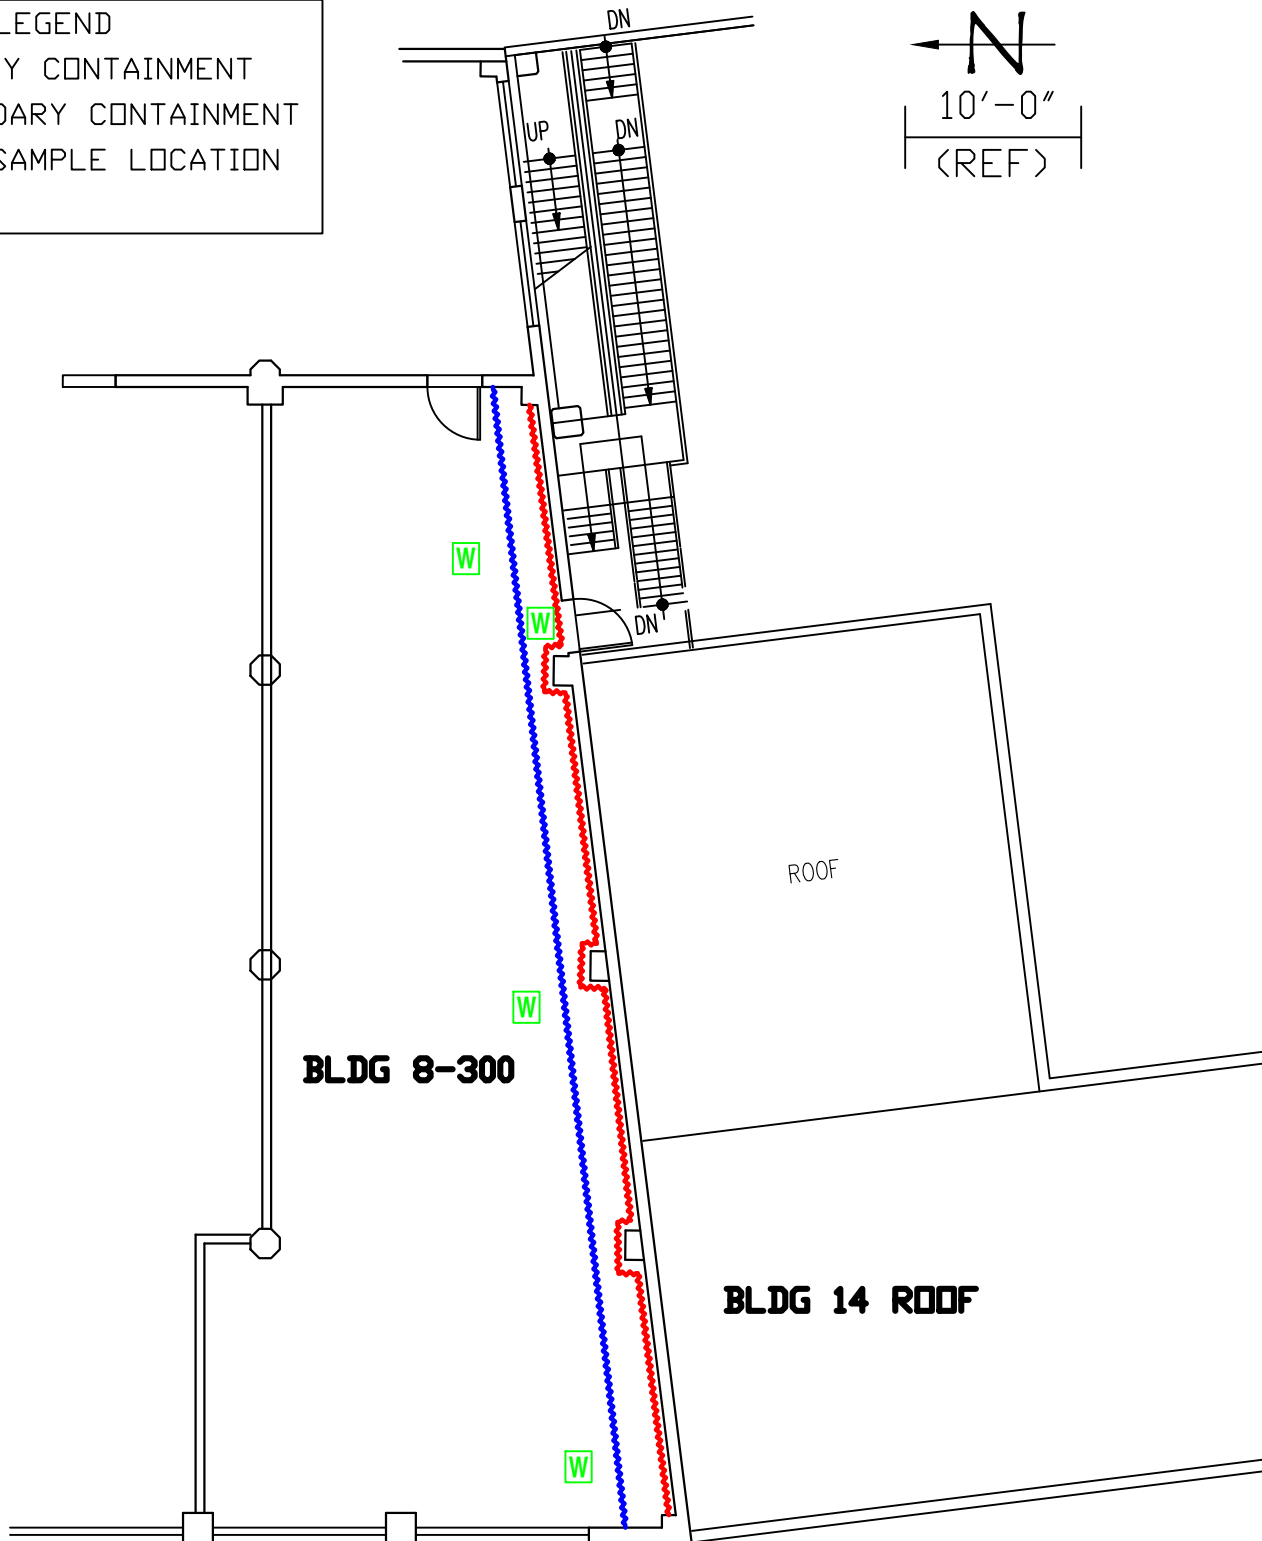 LEGEND
Y CONTAINMENT
DARY CONTAINMENT
SAMPLE LOCATION
DN
N
10'-0"
(REF)
UP
DN
W
W
DN
ROOF
W
BLDG 8-300
BLDG 14 ROOF
W